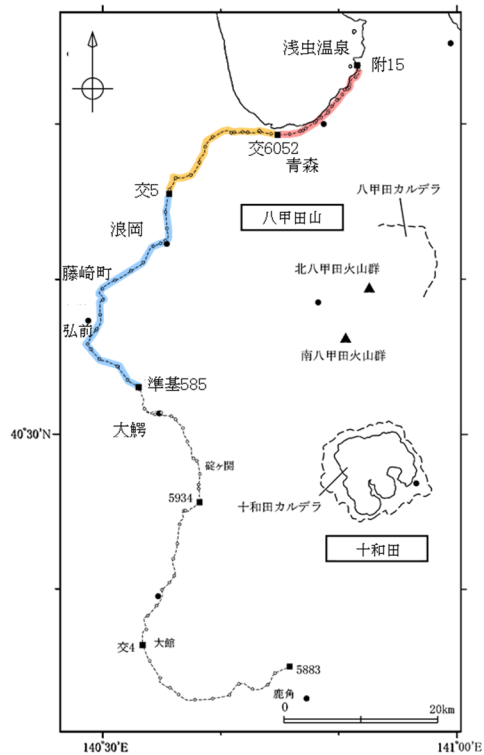 浅虫温泉
附15
交6052
青森
八甲田カルデラ
交5
八甲田山
浪岡
藤崎町
北八甲田火山群
弘前
南八甲田火山群
準基585
40°30′N
大鰐
碇ヶ関
5934
十和田カルデラ
十和田
交4
大館
5883
鹿角
0
20km
140°30′E
141°00′E